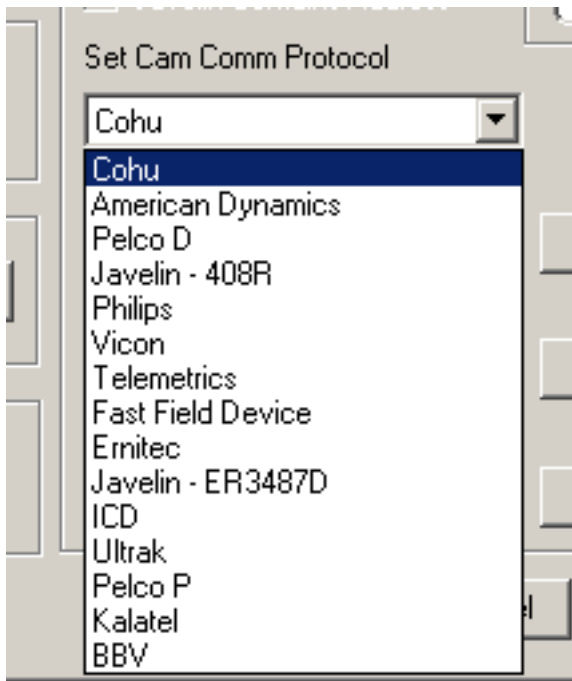 Set Cam Comm Protocol
Cohu
Cohu
American Dynamics
Pelco D
Javelin - 408R
Philips
Vicon
Telemetrics
Fast Field Device
Ernitec
Javelin - ER3487D
ICD
Ultrak
Pelco P
Kalatel
BBV